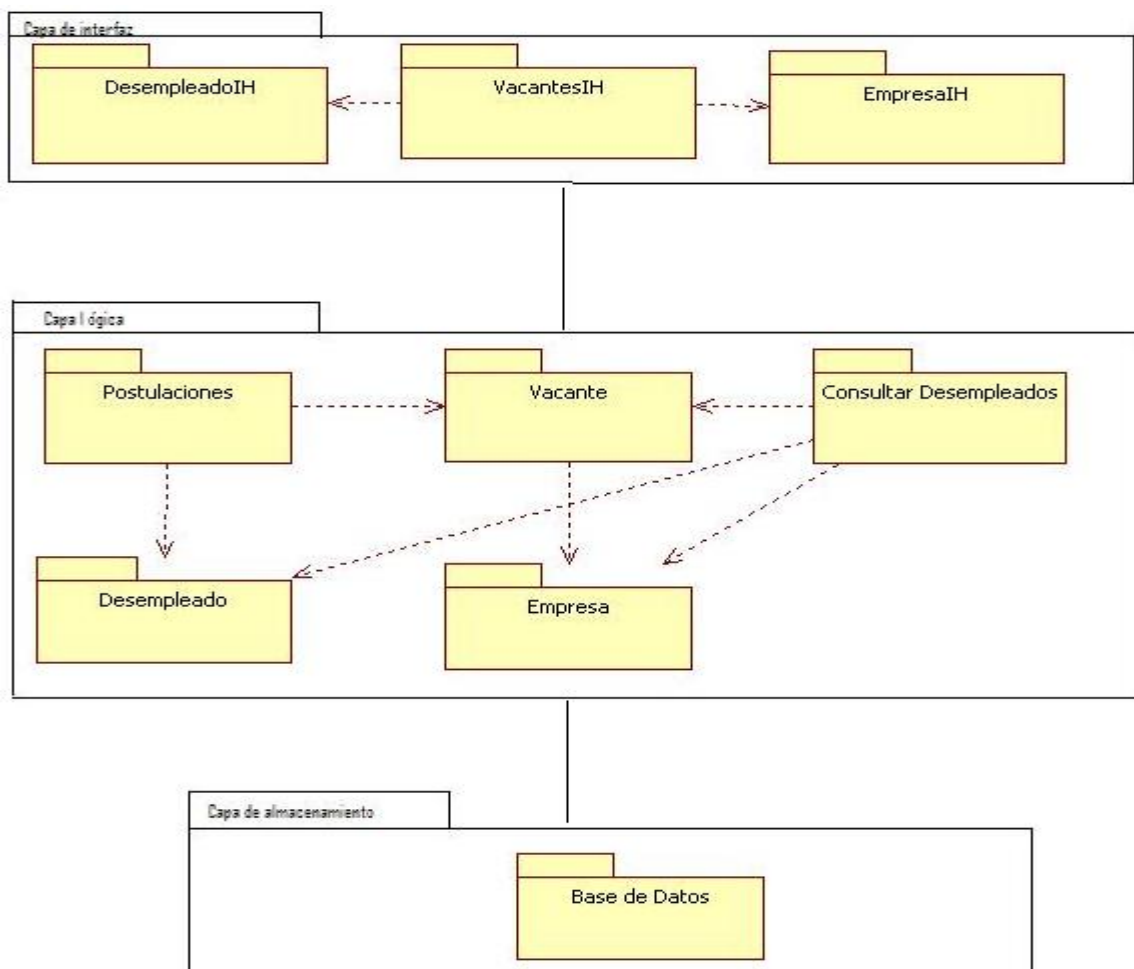 Capa de interfaz
DesempleadoIH
VacantesIH
EmpresaIH
Capa lógica
Postulaciones
Vacante
Consultar Desempleados
Desempleado
Empresa
Capa de almacenamiento
Base de Datos